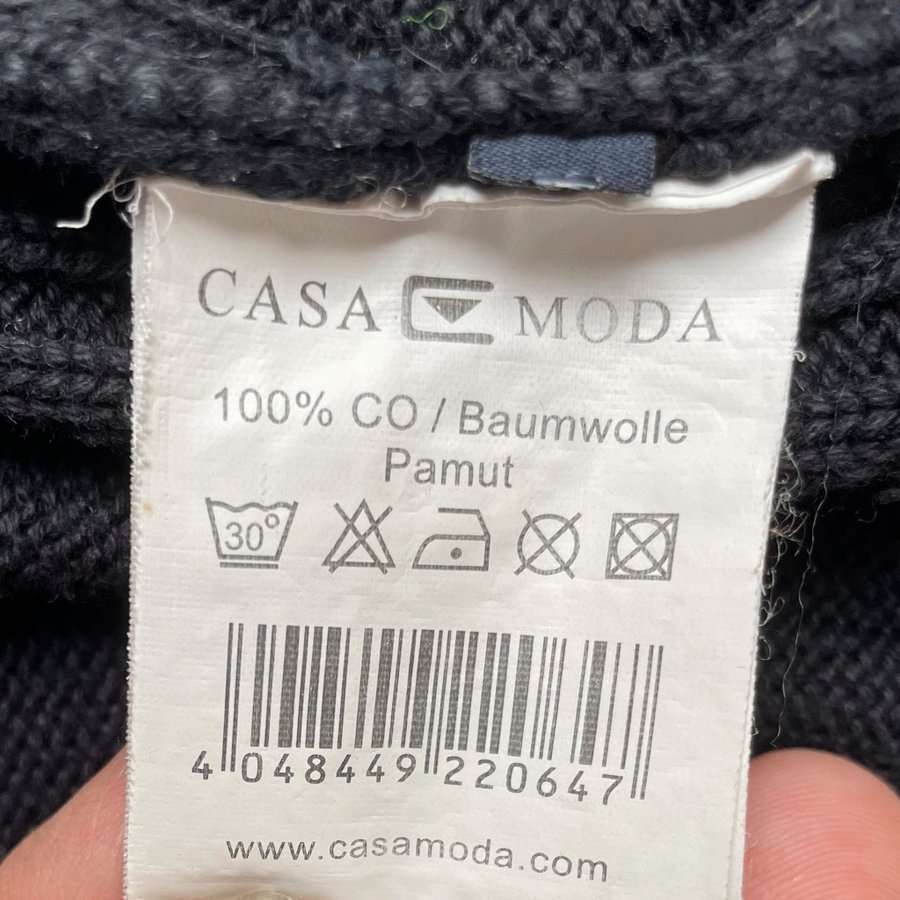 CASA MODA
100% CO / Baumwolle
Pamut
30°
4 048449 220647
www.casamoda.com